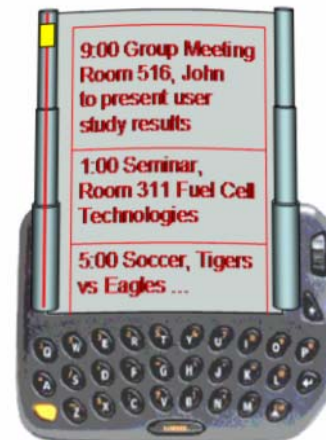 9:00 Group Meeting
Room 516, John
to present user
study results
1:00 Seminar,
Room 311 Fuel Cell
Technologies
5:00 Soccer, Tigers
vs Eagles ...
Q W E R T Y U I O P
A S D F G H J K L
Z X C V B N M